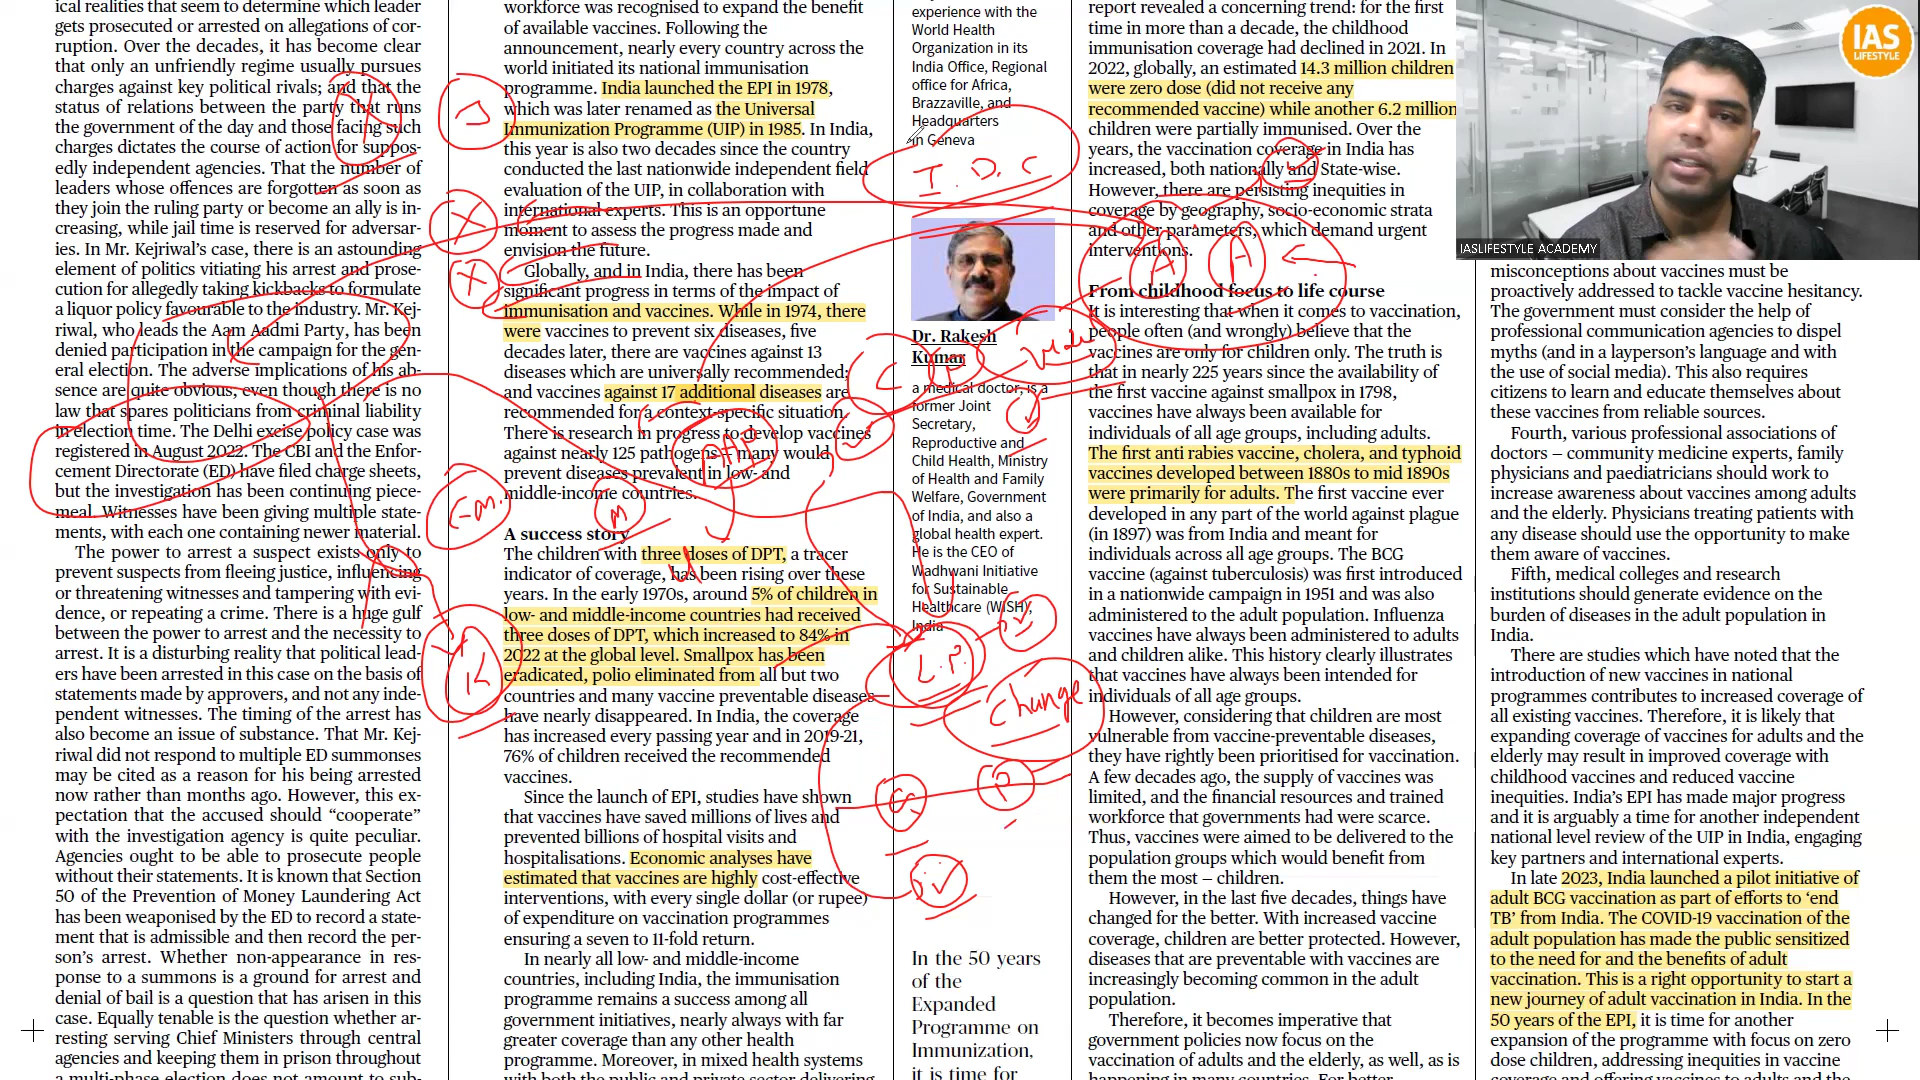 ical realities that seem to determine which leader
gets prosecuted or arrested on allegations of cor-
ruption. Over the decades, it has become clear
that only an unfriendly regime usually pursues
charges against key political rivals; and that the
status of relations between the party that runs
the government of the day and those facing such
charges dictates the course of action for suppos-
edly independent agencies. That the number of
leaders whose offences are forgotten as soon as
they join the ruling party or become an ally is in-
creasing, while jail time is reserved for adversar-
ies. In Mr. Kejriwal's case, there is an astounding
element of politics vitiating his arrest and prose-
cution for allegedly taking kickbacks to formulate
a liquor policy favourable to the industry. Mr. Kej-
riwal, who leads the Aam Aadmi Party, has been
denied participation in the campaign for the gen-
eral election. The adverse implications of his ab-
sence are quite obvious, even though there is no
law that spares politicians from criminal liability
in election time. The Delhi excise policy case was
registered in August 2022. The CBI and the Enfor-
cement Directorate (ED) have filed charge sheets,
but the investigation has been continuing piece-
meal. Witnesses have been giving multiple state-
ments, with each one containing newer material.
The power to arrest a suspect exists only to
prevent suspects from fleeing justice, influencing
or threatening witnesses and tampering with evi-
dence, or repeating a crime. There is a huge gulf
between the power to arrest and the necessity to
arrest. It is a disturbing reality that political lead-
ers have been arrested in this case on the basis of
statements made by approvers, and not any inde-
pendent witnesses. The timing of the arrest has
also become an issue of substance. That Mr. Kej-
riwal did not respond to multiple ED summonses
may be cited as a reason for his being arrested
now rather than months ago. However, this ex-
pectation that the accused should "cooperate"
with the investigation agency is quite peculiar.
Agencies ought to be able to prosecute people
without their statements. It is known that Section
50 of the Prevention of Money Laundering Act
has been weaponised by the ED to record a state-
ment that is admissible and then record the per-
son's arrest. Whether non-appearance in res-
ponse to a summons is a ground for arrest and
denial of bail is a question that has arisen in this
case. Equally tenable is the question whether ar-
resting serving Chief Ministers through central
agencies and keeping them in prison throughout
a multi-phase election does not amount to sub-
workforce was recognised to expand the benefit
of available vaccines. Following the
announcement, nearly every country across the
world initiated its national immunisation
programme. India launched the EPI in 1978,
which was later renamed as the Universal
Immunization Programme (UIP) in 1985. In India,
this year is also two decades since the country
conducted the last nationwide independent field
evaluation of the UIP, in collaboration with
international experts. This is an opportune
moment to assess the progress made and
envision the future.
Globally, and in India, there has been
significant progress in terms of the impact of
immunisation and vaccines. While in 1974, there
were vaccines to prevent six diseases, five
decades later, there are vaccines against 13
diseases which are universally recommended;
and vaccines against 17 additional diseases are
recommended for a context-specific situation.
There is research in progress to develop vaccines
against nearly 125 pathogens – many would
prevent diseases prevalent in low- and
middle-income countries.
A success story
The children with three doses of DPT, a tracer
indicator of coverage, has been rising over these
years. In the early 1970s, around 5% of children in
low- and middle-income countries had received
three doses of DPT, which increased to 84% in
2022 at the global level. Smallpox has been
eradicated, polio eliminated from all but two
countries and many vaccine preventable diseases
have nearly disappeared. In India, the coverage
has increased every passing year and in 2019-21,
76% of children received the recommended
vaccines.
Since the launch of EPI, studies have shown
that vaccines have saved millions of lives and
prevented billions of hospital visits and
hospitalisations. Economic analyses have
estimated that vaccines are highly cost-effective
interventions, with every single dollar (or rupee)
of expenditure on vaccination programmes
ensuring a seven to 11-fold return.
In nearly all low- and middle-income
countries, including India, the immunisation
programme remains a success among all
government initiatives, nearly always with far
greater coverage than any other health
programme. Moreover, in mixed health systems
with both the public and private sector delivering
experience with the
World Health
Organization in its
India Office, Regional
office for Africa,
Brazzaville, and
Headquarters
in Geneva
I.D.C
Dr. Rakesh
Kumar
a medical doctor, is a
former Joint
Secretary,
Reproductive and
Child Health, Ministry
of Health and Family
Welfare, Government
of India, and also a
global health expert.
He is the CEO of
Wadhwani Initiative
for Sustainable
Healthcare (WISH),
India
AAP
L.P.
Change
In the 50 years
of the
Expanded
Programme on
Immunization,
it is time for
report revealed a concerning trend: for the first
time in more than a decade, the childhood
immunisation coverage had declined in 2021. In
2022, globally, an estimated 14.3 million children
were zero dose (did not receive any
recommended vaccine) while another 6.2 million
children were partially immunised. Over the
years, the vaccination coverage in India has
increased, both nationally and State-wise.
However, there are persisting inequities in
coverage by geography, socio-economic strata
and other parameters, which demand urgent
interventions.
From childhood focus to life course
It is interesting that when it comes to vaccination,
people often (and wrongly) believe that the
vaccines are only for children only. The truth is
that in nearly 225 years since the availability of
the first vaccine against smallpox in 1798,
vaccines have always been available for
individuals of all age groups, including adults.
The first anti rabies vaccine, cholera, and typhoid
vaccines developed between 1880s to mid 1890s
were primarily for adults. The first vaccine ever
developed in any part of the world against plague
(in 1897) was from India and meant for
individuals across all age groups. The BCG
vaccine (against tuberculosis) was first introduced
in a nationwide campaign in 1951 and was also
administered to the adult population. Influenza
vaccines have always been administered to adults
and children alike. This history clearly illustrates
that vaccines have always been intended for
individuals of all age groups.
However, considering that children are most
vulnerable from vaccine-preventable diseases,
they have rightly been prioritised for vaccination.
A few decades ago, the supply of vaccines was
limited, and the financial resources and trained
workforce that governments had were scarce.
Thus, vaccines were aimed to be delivered to the
population groups which would benefit from
them the most – children.
However, in the last five decades, things have
changed for the better. With increased vaccine
coverage, children are better protected. However,
diseases that are preventable with vaccines are
increasingly becoming common in the adult
population.
Therefore, it becomes imperative that
government policies now focus on the
vaccination of adults and the elderly, as well, as is
happening in many countries. For better
IAS
LIFESTYLE
IASLIFESTYLE ACADEMY
misconceptions about vaccines must be
proactively addressed to tackle vaccine hesitancy.
The government must consider the help of
professional communication agencies to dispel
myths (and in a layperson's language and with
the use of social media). This also requires
citizens to learn and educate themselves about
these vaccines from reliable sources.
Fourth, various professional associations of
doctors – community medicine experts, family
physicians and paediatricians should work to
increase awareness about vaccines among adults
and the elderly. Physicians treating patients with
any disease should use the opportunity to make
them aware of vaccines.
Fifth, medical colleges and research
institutions should generate evidence on the
burden of diseases in the adult population in
India.
There are studies which have noted that the
introduction of new vaccines in national
programmes contributes to increased coverage of
all existing vaccines. Therefore, it is likely that
expanding coverage of vaccines for adults and the
elderly may result in improved coverage with
childhood vaccines and reduced vaccine
inequities. India's EPI has made major progress
and it is arguably a time for another independent
national level review of the UIP in India, engaging
key partners and international experts.
In late 2023, India launched a pilot initiative of
adult BCG vaccination as part of efforts to 'end
TB' from India. The COVID-19 vaccination of the
adult population has made the public sensitized
to the need for and the benefits of adult
vaccination. This is a right opportunity to start a
new journey of adult vaccination in India. In the
50 years of the EPI, it is time for another
expansion of the programme with focus on zero
dose children, addressing inequities in vaccine
coverage and offering vaccines to adults and the